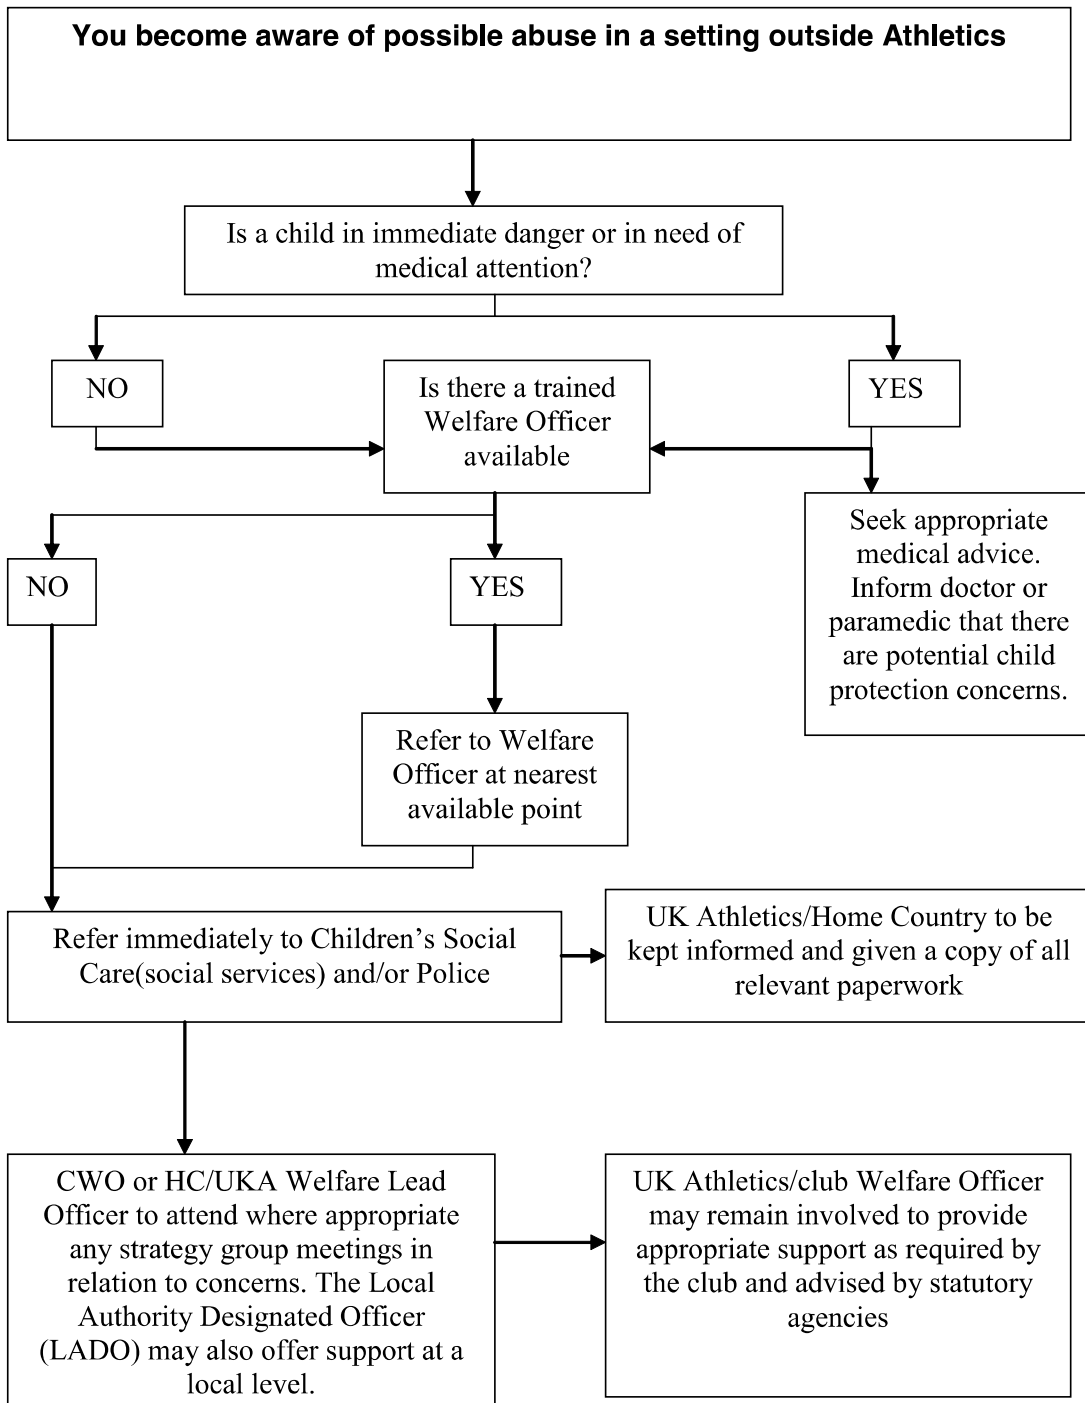 You become aware of possible abuse in a setting outside Athletics
Is a child in immediate danger or in need of
medical attention?
NO
Is there a trained
Welfare Officer
available
YES
Seek appropriate
medical advice.
Inform doctor or
paramedic that there
are potential child
protection concerns.
NO
YES
Refer to Welfare
Officer at nearest
available point
Refer immediately to Children's Social
Care(social services) and/or Police
UK Athletics/Home Country to be
kept informed and given a copy of all
relevant paperwork
CWO or HC/UKA Welfare Lead
Officer to attend where appropriate
any strategy group meetings in
relation to concerns. The Local
Authority Designated Officer
(LADO) may also offer support at a
local level.
UK Athletics/club Welfare Officer
may remain involved to provide
appropriate support as required by
the club and advised by statutory
agencies